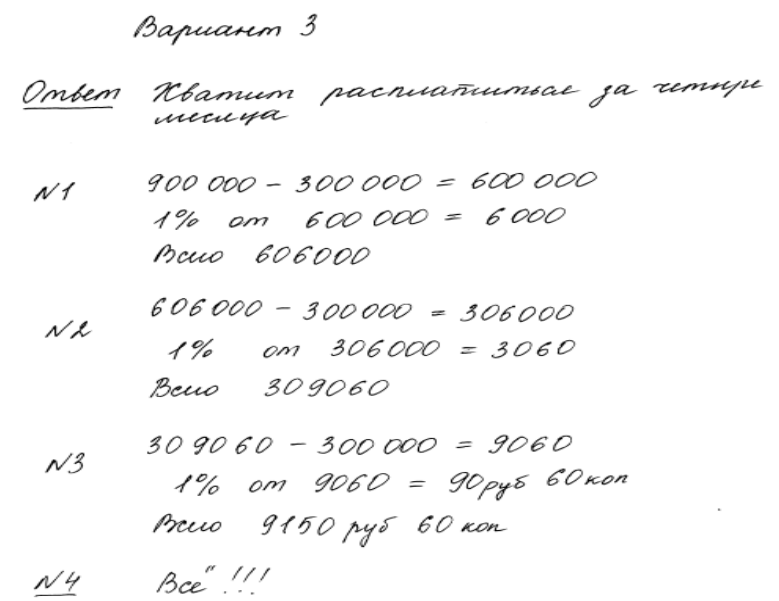 Вариант 3
Ответ Хватит расплатиться за четыре
месяца
N1 900 000 – 300 000 = 600 000
1% от 600 000 = 6 000
Всего 606000
N2 606 000 – 300 000 = 306000
1% от 306000 = 3060
Всего 309060
N3 309060 – 300 000 = 9060
1% от 9060 = 90руб 60коп
Всего 9150 руб 60 коп
N4 Всё !!!